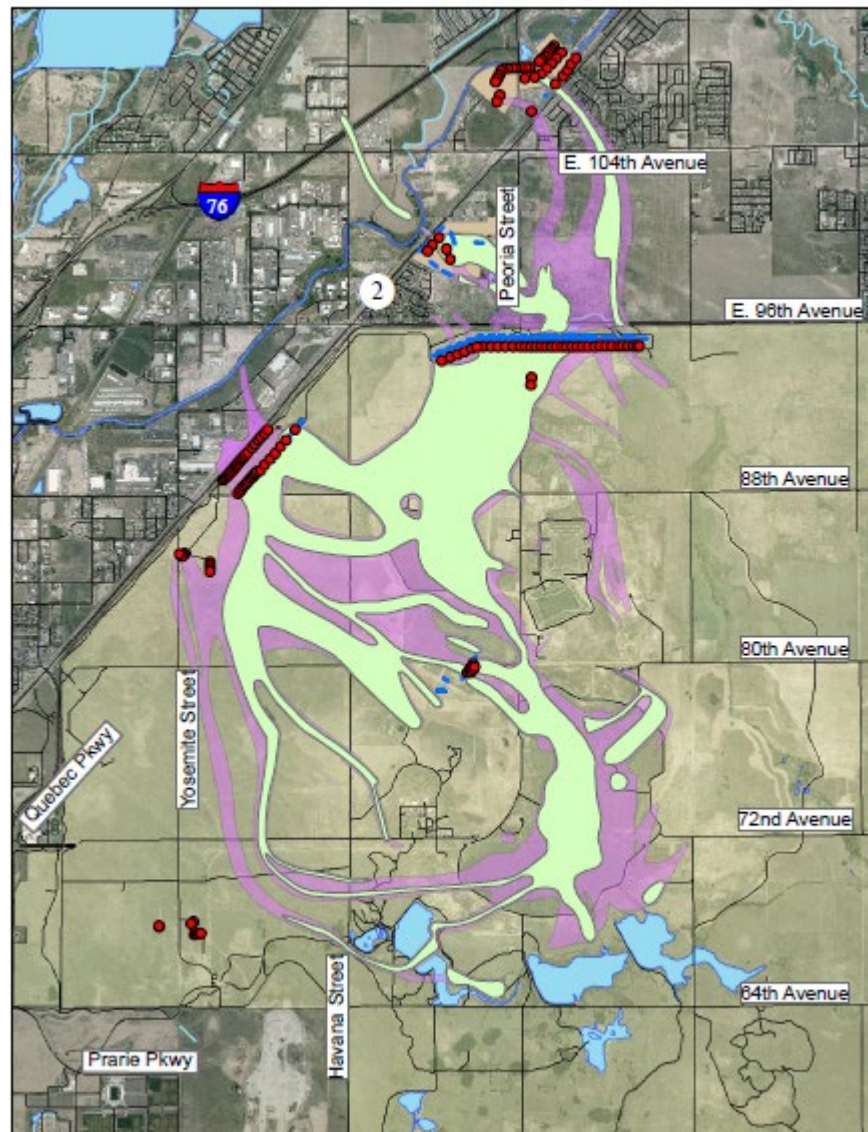 E. 104th Avenue
76
Peoria Street
2
E. 96th Avenue
88th Avenue
80th Avenue
Yosemite Street
Quebec Pkwy
72nd Avenue
64th Avenue
Havana Street
Prarie Pkwy